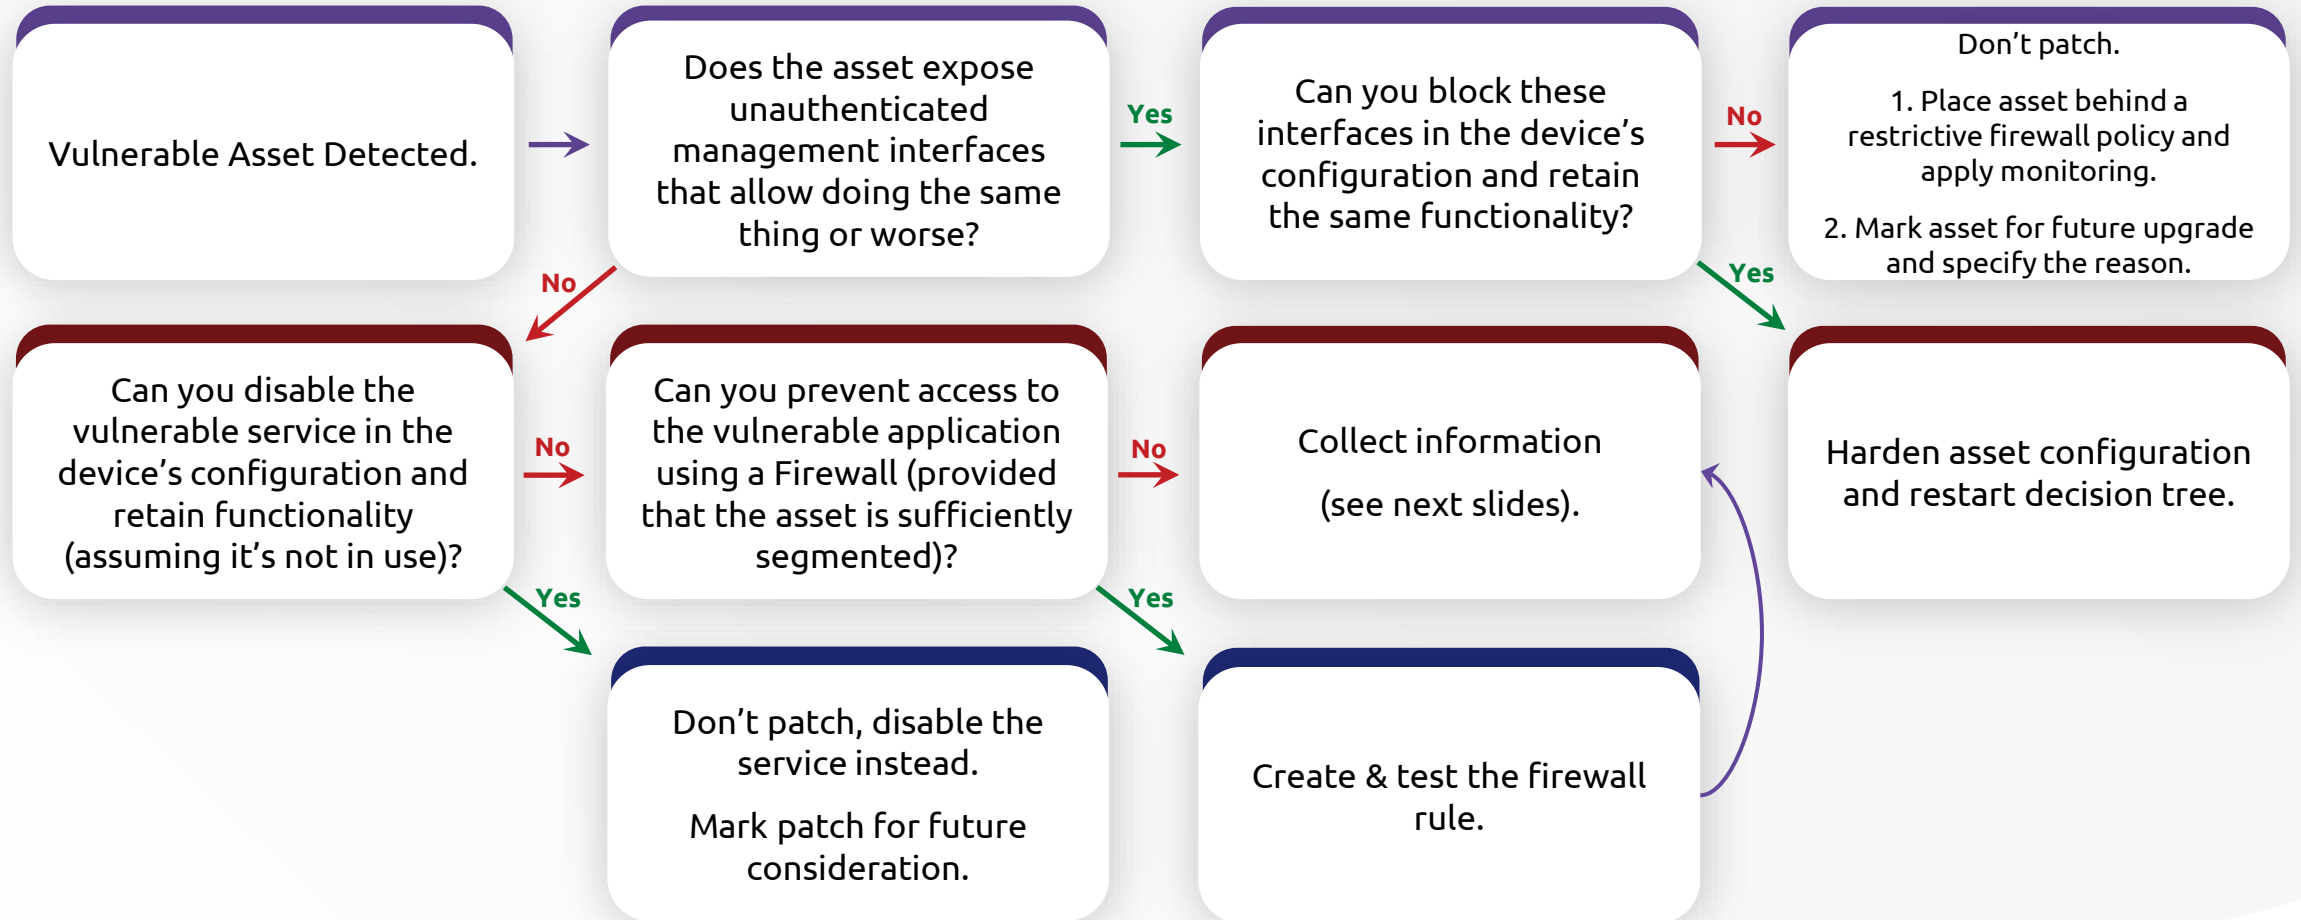 Vulnerable Asset Detected.
Does the asset expose
unauthenticated
management interfaces
that allow doing the same
thing or worse?
Yes
Can you block these
interfaces in the device’s
configuration and retain
the same functionality?
No
Don’t patch.
1. Place asset behind a
restrictive firewall policy and
apply monitoring.
2. Mark asset for future upgrade
and specify the reason.
No
Yes
Can you disable the
vulnerable service in the
device’s configuration and
retain functionality
(assuming it’s not in use)?
No
Can you prevent access to
the vulnerable application
using a Firewall (provided
that the asset is sufficiently
segmented)?
No
Collect information
(see next slides).
Harden asset configuration
and restart decision tree.
Yes
Yes
Don’t patch, disable the
service instead.
Mark patch for future
consideration.
Create & test the firewall
rule.